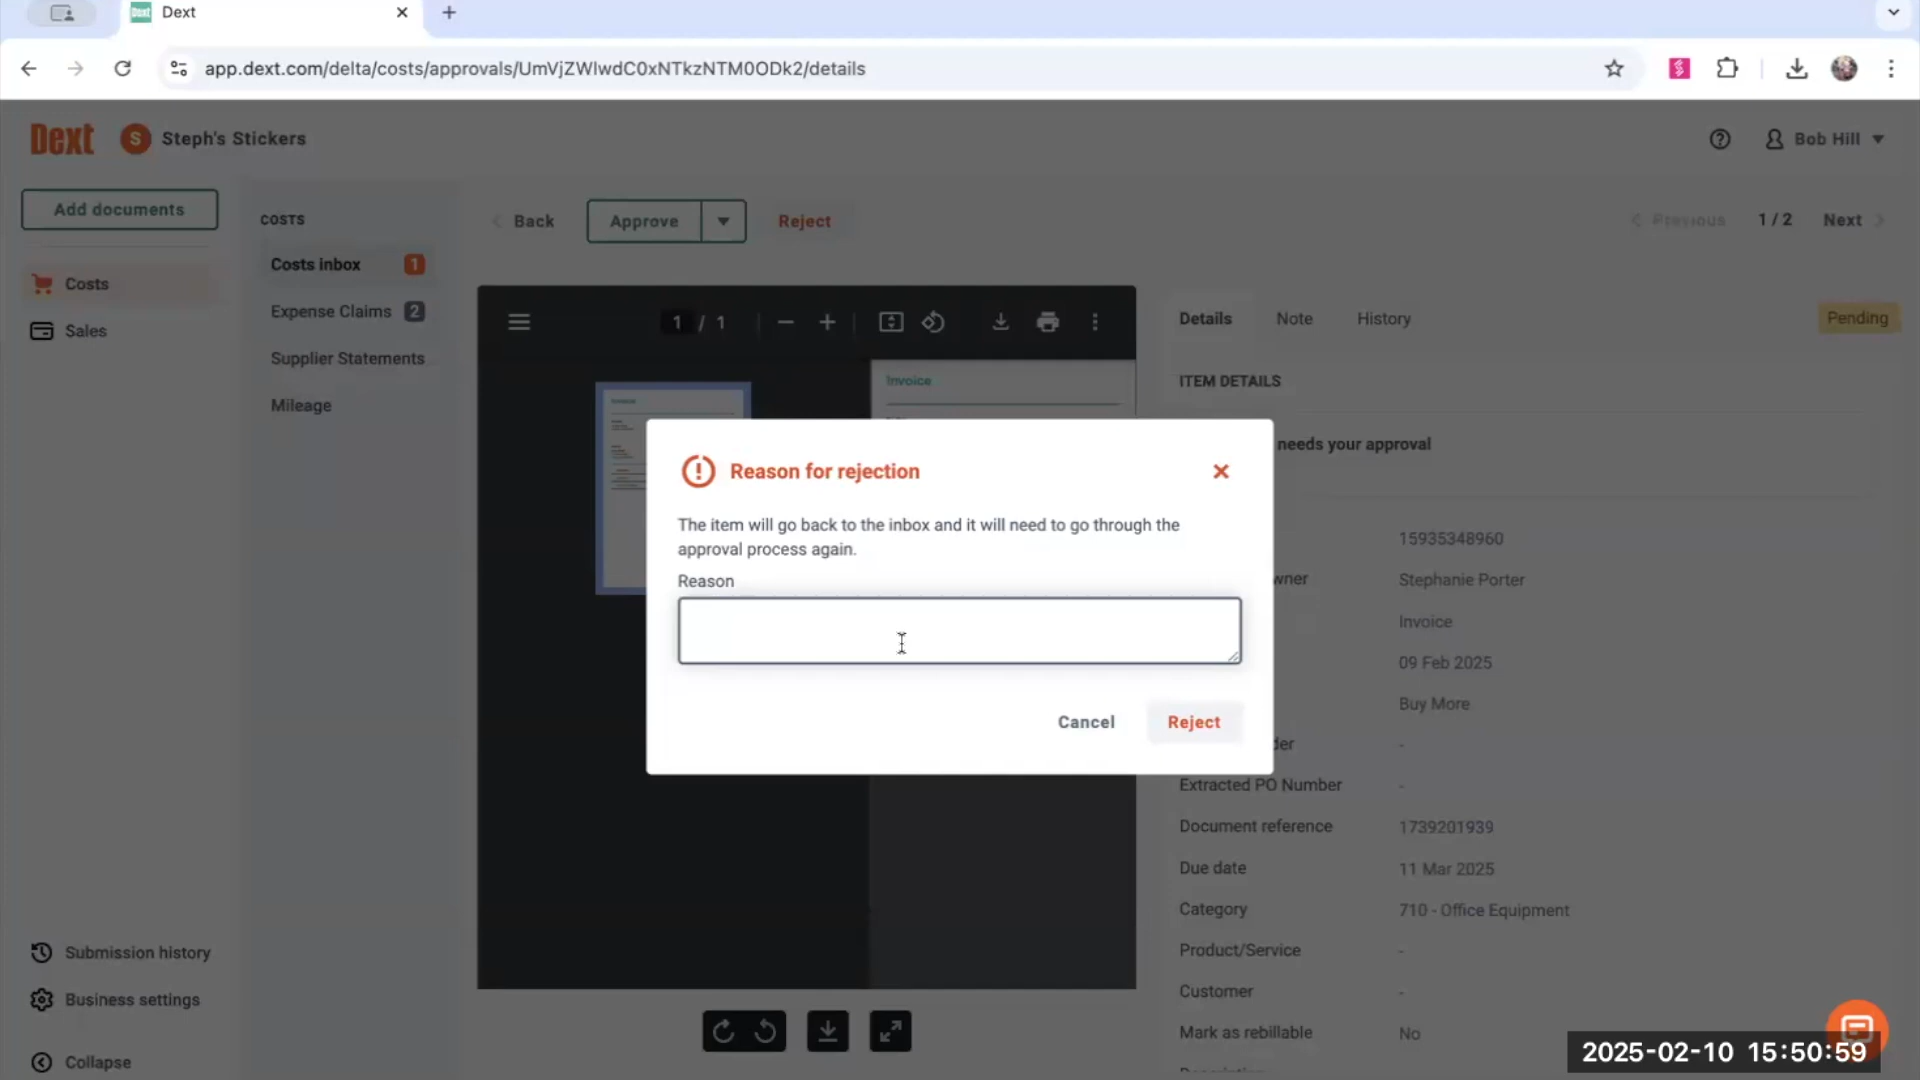 Dext
app.dext.com/delta/costs/approvals/UmVjZWlwdC0xNTkzNTM0ODk2/details
Dext
S
Steph's Stickers
Bob Hill
Add documents
Costs
Sales
COSTS
Costs inbox 1
Expense Claims 2
Supplier Statements
Mileage
Back
Approve
Reject
Previous
1 / 2
Next
1 / 1
Invoice
Details
Note
History
Pending
ITEM DETAILS
needs your approval
Reason for rejection
The item will go back to the inbox and it will need to go through the
approval process again.
Reason
Cancel
Reject
15935348960
wner Stephanie Porter
Invoice
09 Feb 2025
Buy More
der -
Extracted PO Number -
Document reference 1739201939
Due date 11 Mar 2025
Category 710 - Office Equipment
Product/Service -
Customer -
Mark as rebillable No
Submission history
Business settings
Collapse
2025-02-10 15:50:59